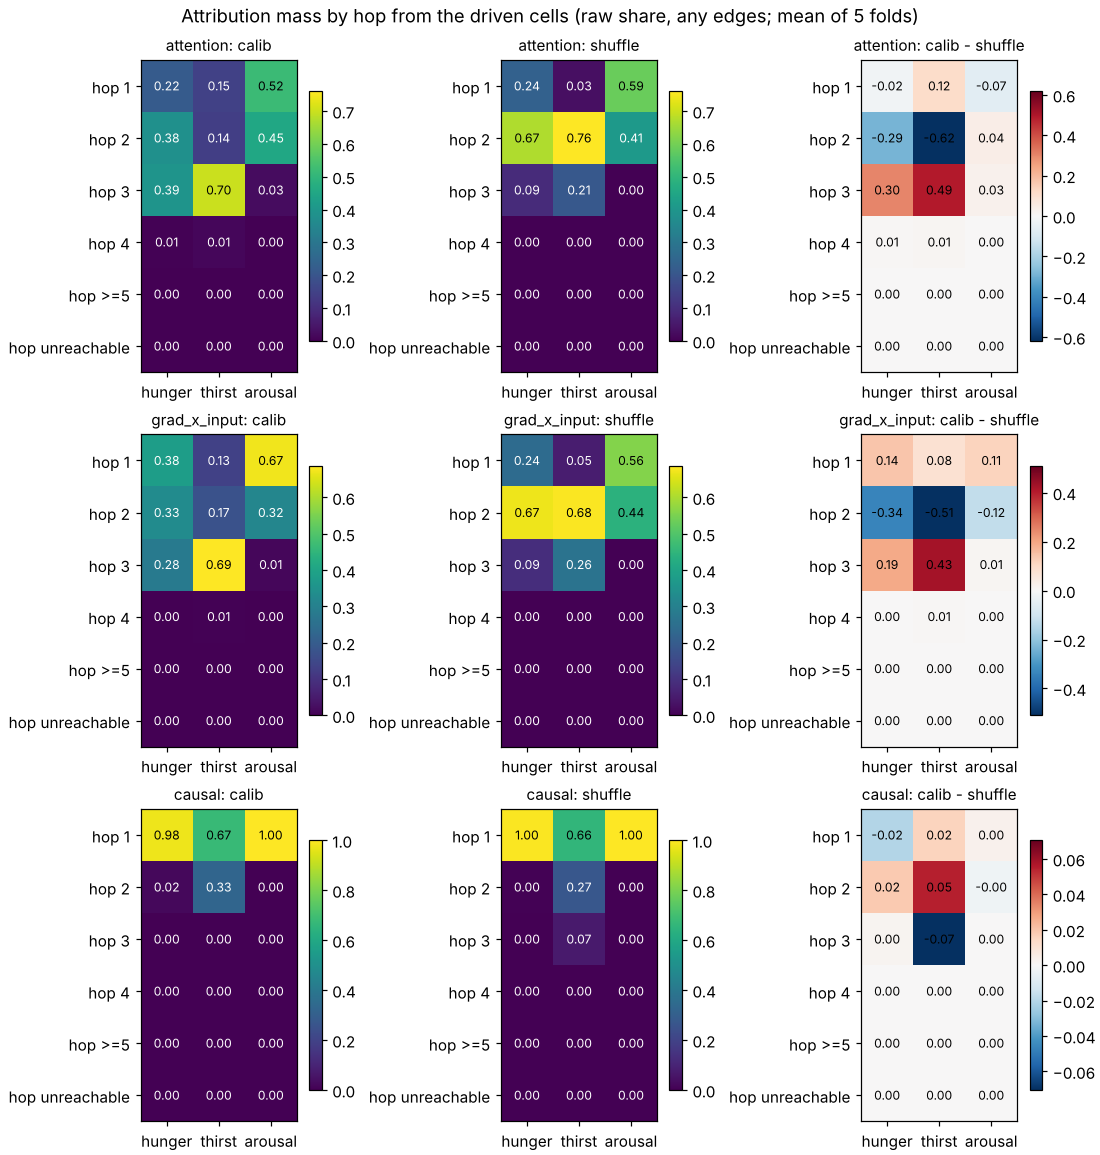 Attribution mass by hop from the driven cells (raw share, any edges; mean of 5 folds)
attention: calib
hop 1 0.22 0.15 0.52
hop 2 0.38 0.14 0.45
hop 3 0.39 0.70 0.03
hop 4 0.01 0.01 0.00
hop >=5 0.00 0.00 0.00
hop unreachable 0.00 0.00 0.00
hunger thirst arousal
0.7
0.6
0.5
0.4
0.3
0.2
0.1
0.0
attention: shuffle
hop 1 0.24 0.03 0.59
hop 2 0.67 0.76 0.41
hop 3 0.09 0.21 0.00
hop 4 0.00 0.00 0.00
hop >=5 0.00 0.00 0.00
hop unreachable 0.00 0.00 0.00
hunger thirst arousal
0.7
0.6
0.5
0.4
0.3
0.2
0.1
0.0
attention: calib - shuffle
hop 1 -0.02 0.12 -0.07
hop 2 -0.29 -0.62 0.04
hop 3 0.30 0.49 0.03
hop 4 0.01 0.01 0.00
hop >=5 0.00 0.00 0.00
hop unreachable 0.00 0.00 0.00
hunger thirst arousal
0.6
0.4
0.2
0.0
−0.2
−0.4
−0.6
grad_x_input: calib
hop 1 0.38 0.13 0.67
hop 2 0.33 0.17 0.32
hop 3 0.28 0.69 0.01
hop 4 0.00 0.01 0.00
hop >=5 0.00 0.00 0.00
hop unreachable 0.00 0.00 0.00
hunger thirst arousal
0.6
0.5
0.4
0.3
0.2
0.1
0.0
grad_x_input: shuffle
hop 1 0.24 0.05 0.56
hop 2 0.67 0.68 0.44
hop 3 0.09 0.26 0.00
hop 4 0.00 0.00 0.00
hop >=5 0.00 0.00 0.00
hop unreachable 0.00 0.00 0.00
hunger thirst arousal
0.6
0.5
0.4
0.3
0.2
0.1
0.0
grad_x_input: calib - shuffle
hop 1 0.14 0.08 0.11
hop 2 -0.34 -0.51 -0.12
hop 3 0.19 0.43 0.01
hop 4 0.00 0.01 0.00
hop >=5 0.00 0.00 0.00
hop unreachable 0.00 0.00 0.00
hunger thirst arousal
0.4
0.2
0.0
−0.2
−0.4
causal: calib
hop 1 0.98 0.67 1.00
hop 2 0.02 0.33 0.00
hop 3 0.00 0.00 0.00
hop 4 0.00 0.00 0.00
hop >=5 0.00 0.00 0.00
hop unreachable 0.00 0.00 0.00
hunger thirst arousal
1.0
0.8
0.6
0.4
0.2
0.0
causal: shuffle
hop 1 1.00 0.66 1.00
hop 2 0.00 0.27 0.00
hop 3 0.00 0.07 0.00
hop 4 0.00 0.00 0.00
hop >=5 0.00 0.00 0.00
hop unreachable 0.00 0.00 0.00
hunger thirst arousal
1.0
0.8
0.6
0.4
0.2
0.0
causal: calib - shuffle
hop 1 -0.02 0.02 0.00
hop 2 0.02 0.05 -0.00
hop 3 0.00 -0.07 0.00
hop 4 0.00 0.00 0.00
hop >=5 0.00 0.00 0.00
hop unreachable 0.00 0.00 0.00
hunger thirst arousal
0.06
0.04
0.02
0.00
−0.02
−0.04
−0.06